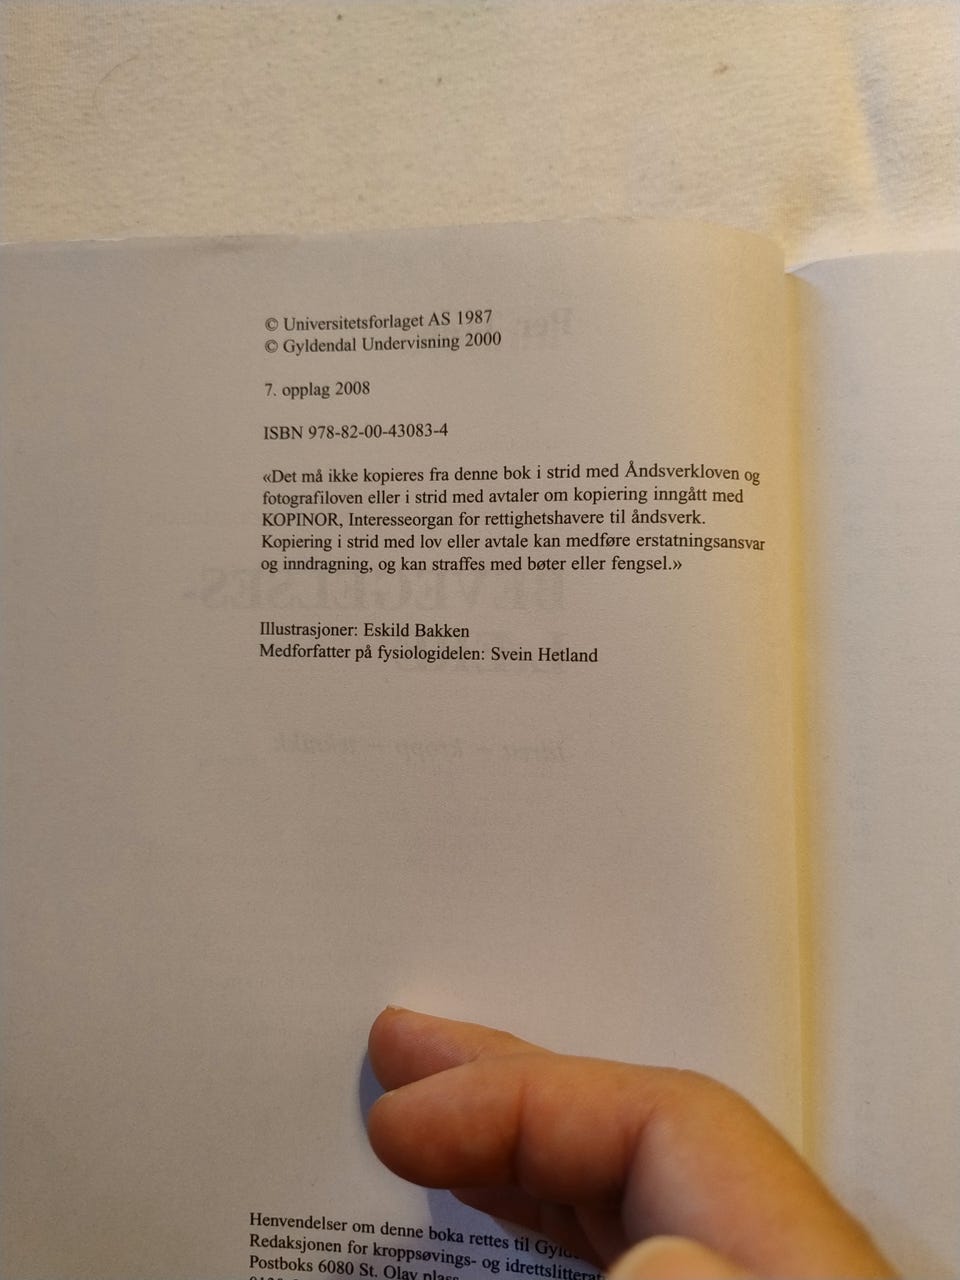 © Universitetsforlaget AS 1987
© Gyldendal Undervisning 2000
7. opplag 2008
ISBN 978-82-00-43083-4
«Det må ikke kopieres fra denne bok i strid med Åndsverkloven og
fotografiloven eller i strid med avtaler om kopiering inngått med
KOPINOR, Interesseorgan for rettighetshavere til åndsverk.
Kopiering i strid med lov eller avtale kan medføre erstatningsansvar
og inndragning, og kan straffes med bøter eller fengsel.»
Illustrasjoner: Eskild Bakken
Medforfatter på fysiologidelen: Svein Hetland
Henvendelser om denne boka rettes til
Redaksjonen for kroppsøvings- og
Postboks 6080 St. Olav